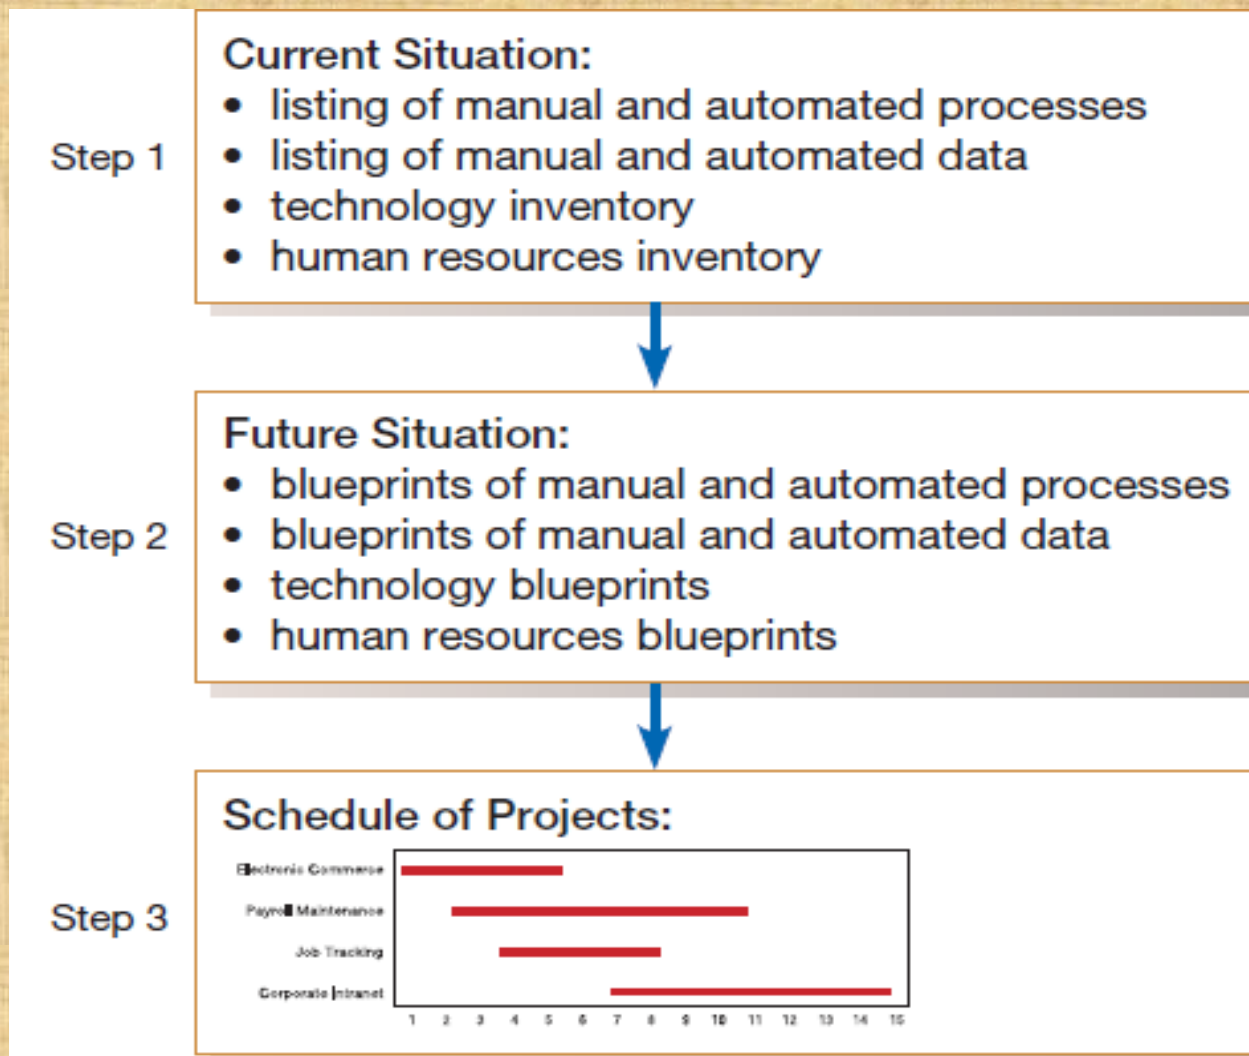 Step 1
Current Situation:
• listing of manual and automated processes
• listing of manual and automated data
• technology inventory
• human resources inventory
Step 2
Future Situation:
• blueprints of manual and automated processes
• blueprints of manual and automated data
• technology blueprints
• human resources blueprints
Step 3
Schedule of Projects:
Electronic Commerce
Payroll Maintenance
Job Tracking
Corporate Intranet
1 2 3 4 5 6 7 8 9 10 11 12 13 14 15